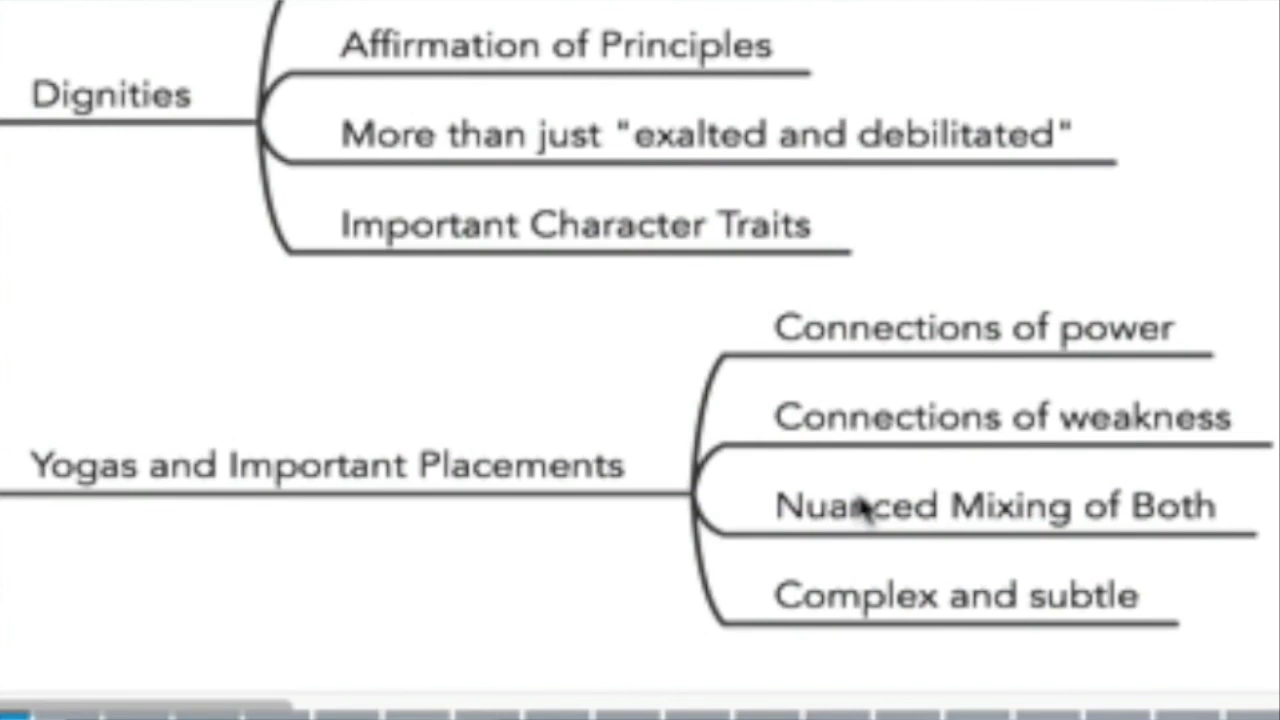 Affirmation of Principles
Dignities
More than just "exalted and debilitated"
Important Character Traits
Connections of power
Connections of weakness
Yogas and Important Placements
Nuanced Mixing of Both
Complex and subtle